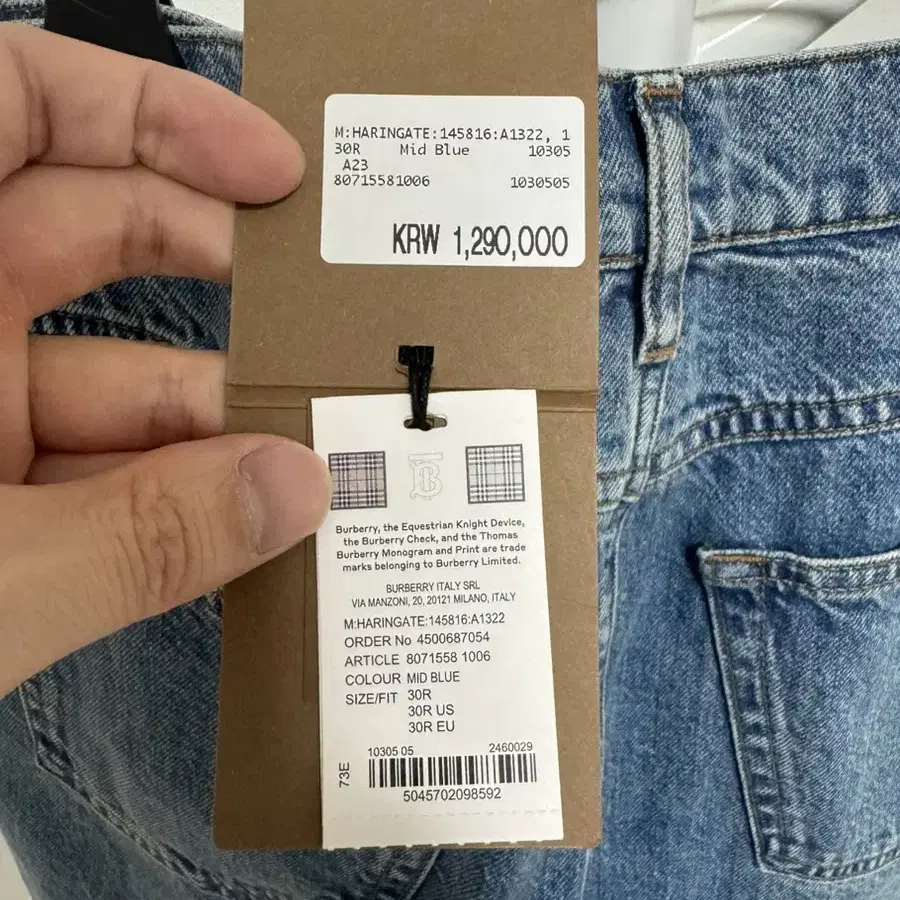 M:HARINGATE:145816:A1322, 1
30R Mid Blue 10305
A23
80715581006 1030505
KRW 1,290,000
Burberry, the Equestrian Knight Device,
the Burberry Check, and the Thomas
Burberry Monogram and Print are trade
marks belonging to Burberry Limited.
BURBERRY ITALY SRL
VIA MANZONI, 20, 20121 MILANO, ITALY
M:HARINGATE:145816:A1322
ORDER No 4500687054
ARTICLE 8071558 1006
COLOUR MID BLUE
SIZE/FIT 30R
30R US
30R EU
10305 05 2460029
73E
5045702098592